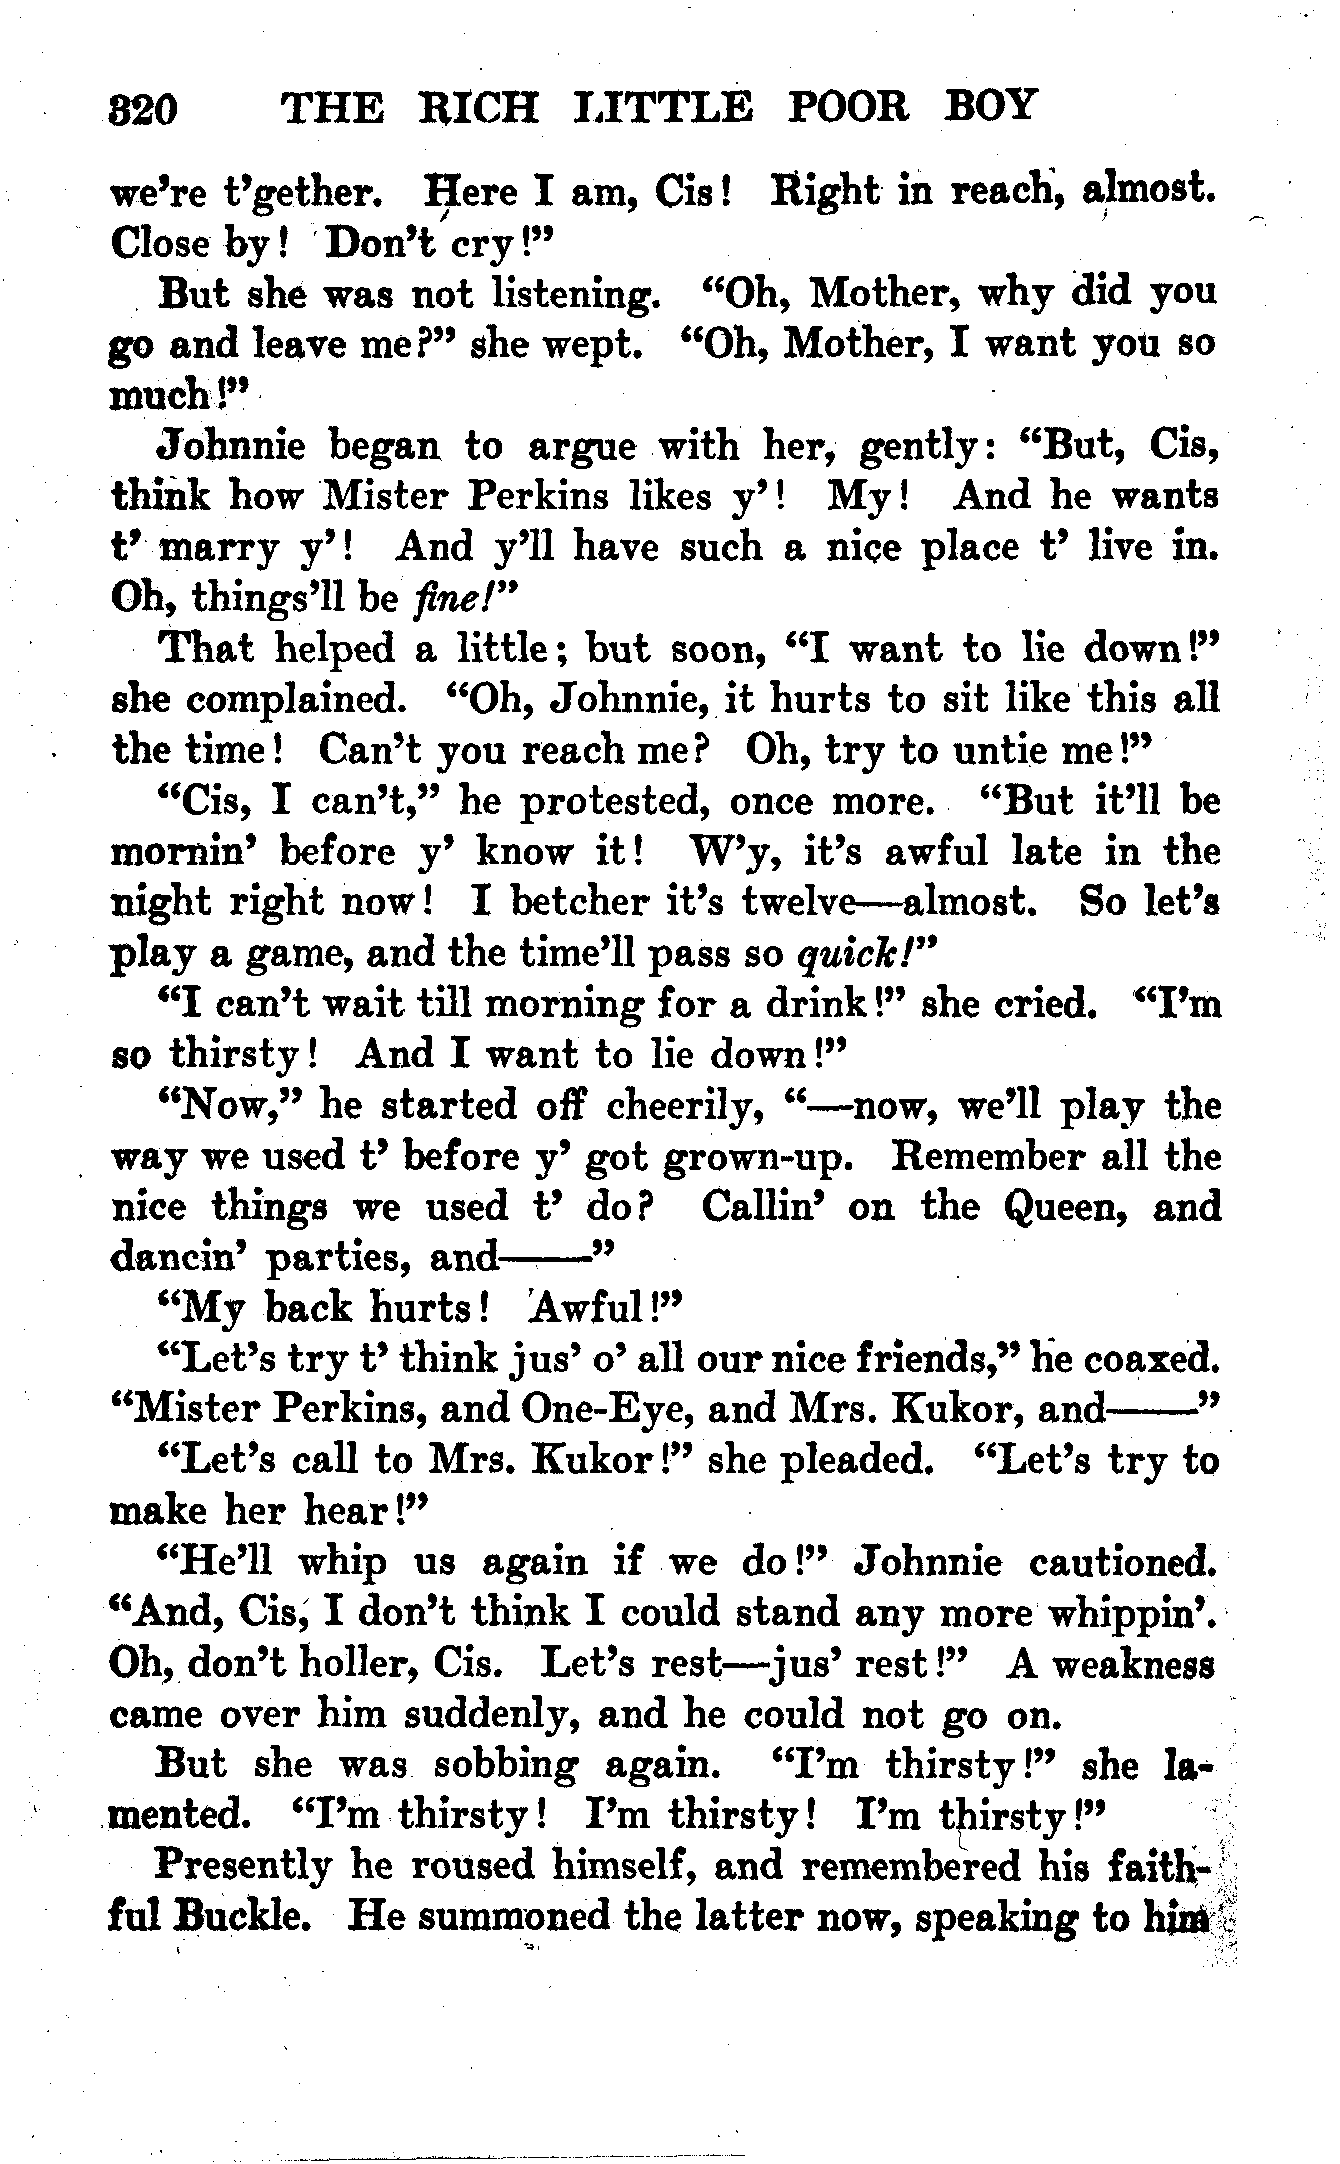 320 THE RICH LITTLE POOR BOY
we're t'gether. Here I am, Cis! Right in reach, almost.
Close by! Don't cry!"
But she was not listening. "Oh, Mother, why did you
go and leave me?" she wept. "Oh, Mother, I want you so
much!"
Johnnie began to argue with her, gently: "But, Cis,
think how Mister Perkins likes y'! My! And he wants
t' marry y'! And y'll have such a nice place t' live in.
Oh, things'll be fine!"
That helped a little; but soon, "I want to lie down!"
she complained. "Oh, Johnnie, it hurts to sit like this all
the time! Can't you reach me? Oh, try to untie me!"
"Cis, I can't," he protested, once more. "But it'll be
mornin' before y' know it! W'y, it's awful late in the
night right now! I betcher it's twelve—almost. So let's
play a game, and the time'll pass so quick!"
"I can't wait till morning for a drink!" she cried. "I'm
so thirsty! And I want to lie down!"
"Now," he started off cheerily, "—now, we'll play the
way we used t' before y' got grown-up. Remember all the
nice things we used t' do? Callin' on the Queen, and
dancin' parties, and——"
"My back hurts! Awful!"
"Let's try t' think jus' o' all our nice friends," he coaxed.
"Mister Perkins, and One-Eye, and Mrs. Kukor, and——"
"Let's call to Mrs. Kukor!" she pleaded. "Let's try to
make her hear!"
"He'll whip us again if we do!" Johnnie cautioned.
"And, Cis, I don't think I could stand any more whippin'.
Oh, don't holler, Cis. Let's rest—jus' rest!" A weakness
came over him suddenly, and he could not go on.
But she was sobbing again. "I'm thirsty!" she la-
mented. "I'm thirsty! I'm thirsty! I'm thirsty!"
Presently he roused himself, and remembered his faith-
ful Buckle. He summoned the latter now, speaking to him